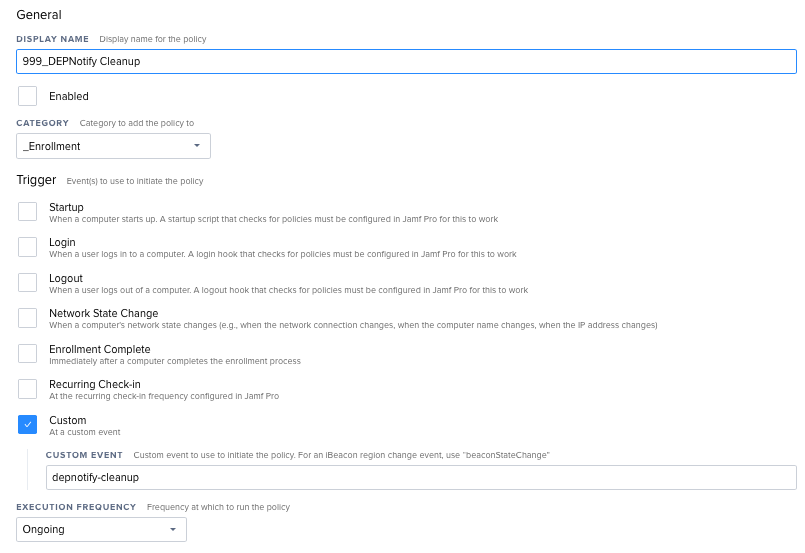 General
DISPLAY NAME Display name for the policy
999_DEPNotify Cleanup
Enabled
CATEGORY Category to add the policy to
_Enrollment
Trigger Event(s) to use to initiate the policy
Startup
When a computer starts up. A startup script that checks for policies must be configured in Jamf Pro for this to work
Login
When a user logs in to a computer. A login hook that checks for policies must be configured in Jamf Pro for this to work
Logout
When a user logs out of a computer. A logout hook that checks for policies must be configured in Jamf Pro for this to work
Network State Change
When a computer's network state changes (e.g., when the network connection changes, when the computer name changes, when the IP address changes)
Enrollment Complete
Immediately after a computer completes the enrollment process
Recurring Check-in
At the recurring check-in frequency configured in Jamf Pro
Custom
At a custom event
CUSTOM EVENT Custom event to use to initiate the policy. For an iBeacon region change event, use "beaconStateChange"
depnotify-cleanup
EXECUTION FREQUENCY Frequency at which to run the policy
Ongoing